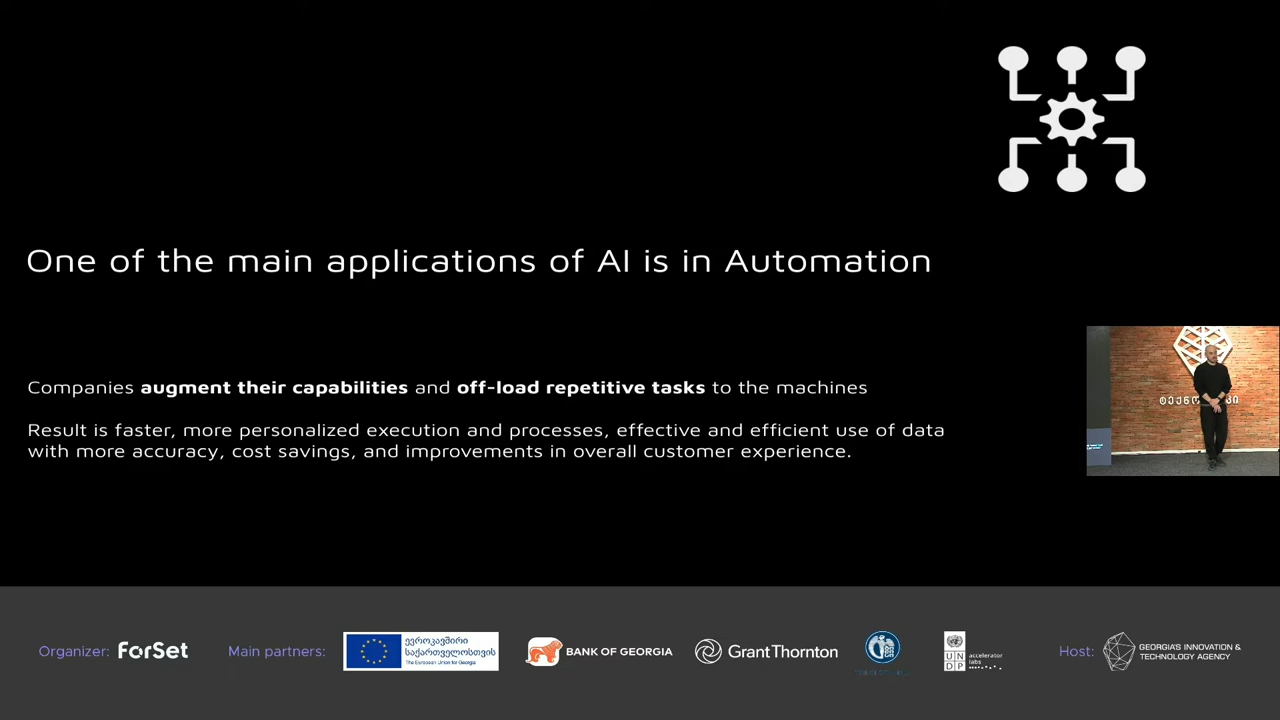 One of the main applications of AI is in Automation
Companies augment their capabilities and off-load repetitive tasks to the machines
Result is faster, more personalized execution and processes, effective and efficient use of data
with more accuracy, cost savings, and improvements in overall customer experience.
Organizer: ForSet
Main partners:
ევროკავშირი
საქართველოსთვის
The European Union for Georgia
BANK OF GEORGIA
GrantThornton
UN
DP
accelerator
labs
Host:
GEORGIA'S INNOVATION &
TECHNOLOGY AGENCY